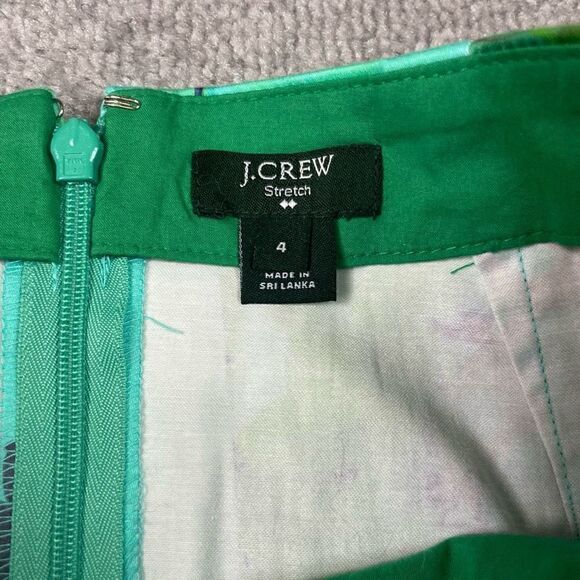 J.CREW
Stretch
4
MADE IN
SRI LANKA